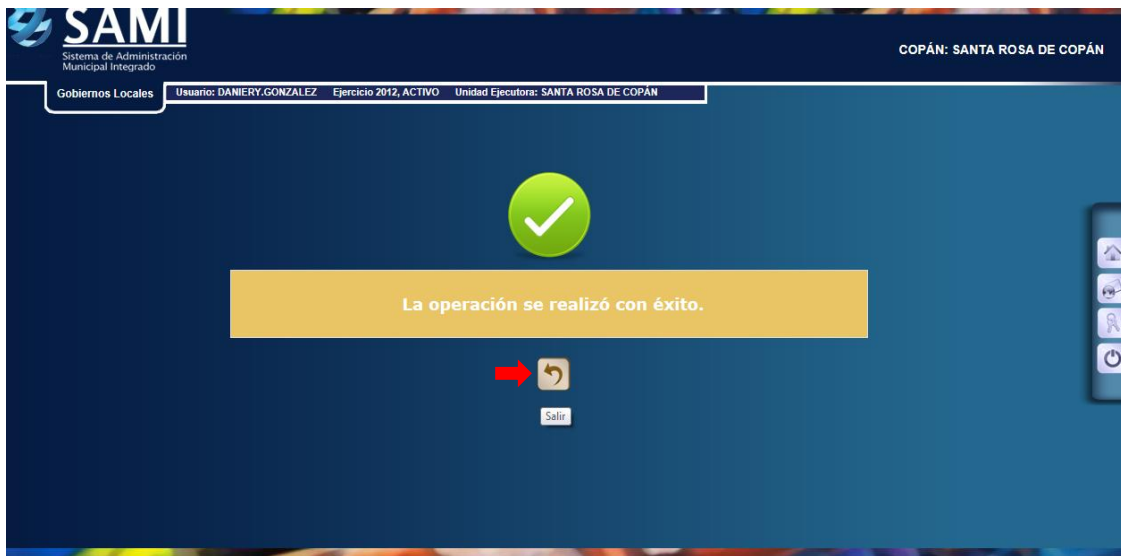 SAMI
Sistema de Administración
Municipal Integrado
COPÁN: SANTA ROSA DE COPÁN
Gobiernos Locales
Usuario: DANIERY.GONZALEZ Ejercicio 2012, ACTIVO Unidad Ejecutora: SANTA ROSA DE COPÁN
La operación se realizó con éxito.
Salir